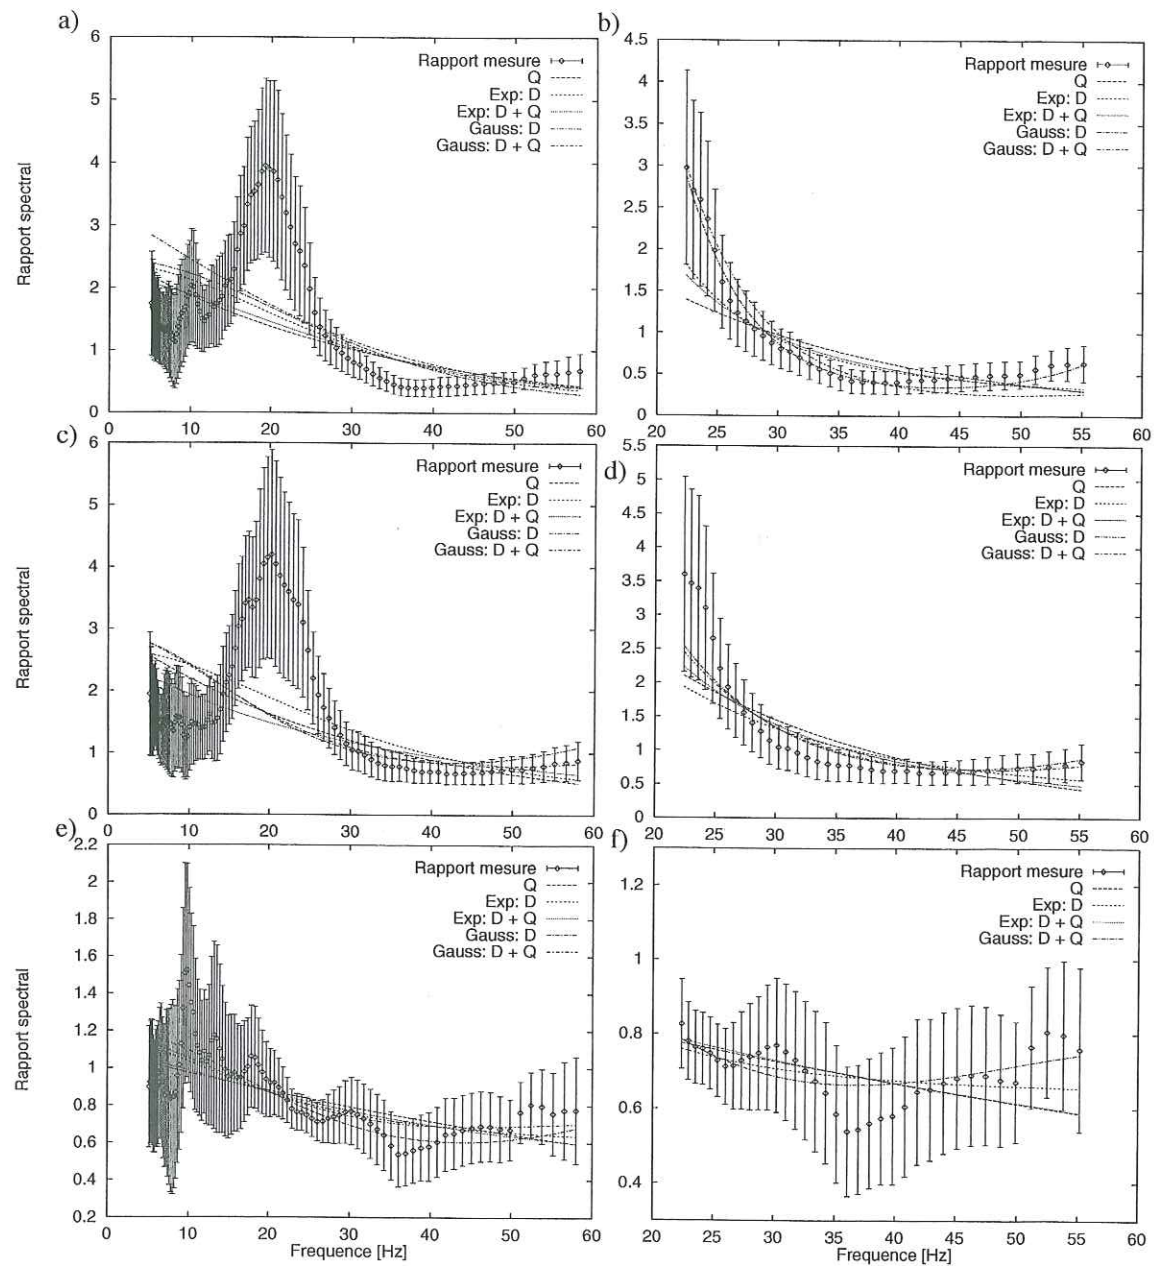 a)
6
5
4
3
2
1
0
Rapport spectral
Rapport mesure
Q
Exp: D
Exp: D + Q
Gauss: D
Gauss: D + Q
0 10 20 30 40 50 60
b)
4.5
4
3.5
3
2.5
2
1.5
1
0.5
0
Rapport mesure
Q
Exp: D
Exp: D + Q
Gauss: D
Gauss: D + Q
20 25 30 35 40 45 50 55 60
c)
6
5
4
3
2
1
0
Rapport spectral
Rapport mesure
Q
Exp: D
Exp: D + Q
Gauss: D
Gauss: D + Q
0 10 20 30 40 50 60
d)
5.5
5
4.5
4
3.5
3
2.5
2
1.5
1
0.5
0
Rapport mesure
Q
Exp: D
Exp: D + Q
Gauss: D
Gauss: D + Q
20 25 30 35 40 45 50 55 60
e)
2.2
2
1.8
1.6
1.4
1.2
1
0.8
0.6
0.4
0.2
Rapport spectral
Rapport mesure
Q
Exp: D
Exp: D + Q
Gauss: D
Gauss: D + Q
0 10 20 30 40 50 60
Frequence [Hz]
f)
1.2
1
0.8
0.6
0.4
Rapport mesure
Q
Exp: D
Exp: D + Q
Gauss: D + Q
20 25 30 35 40 45 50 55 60
Frequence [Hz]